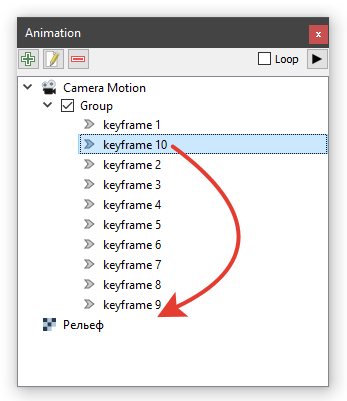 Animation
x
Loop
Camera Motion
Group
keyframe 1
keyframe 10
keyframe 2
keyframe 3
keyframe 4
keyframe 5
keyframe 6
keyframe 7
keyframe 8
keyframe 9
Рельеф